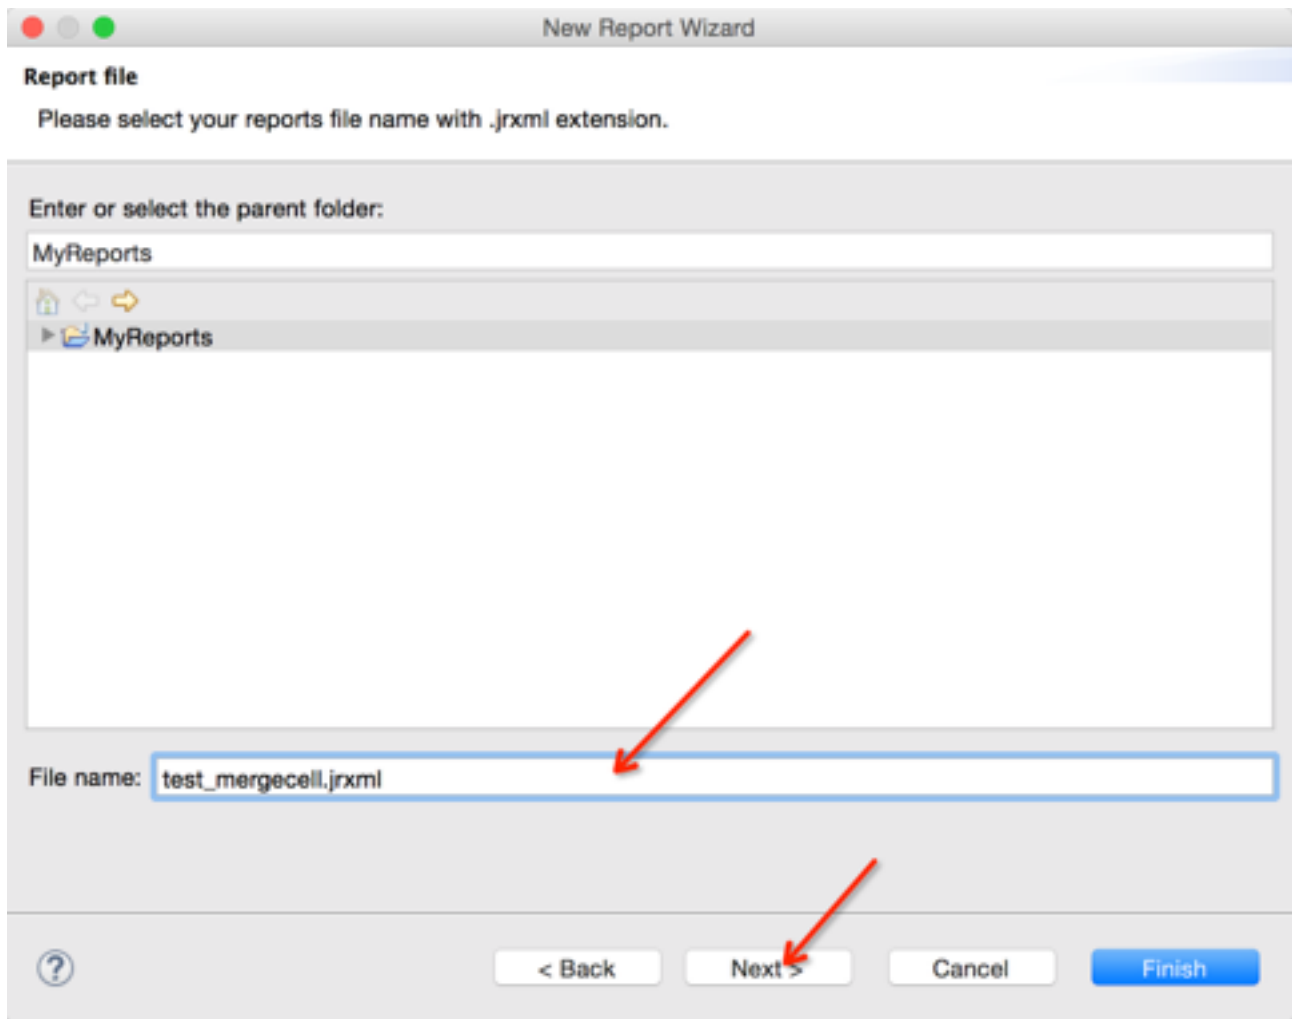 New Report Wizard
Report file
Please select your reports file name with .jrxml extension.
Enter or select the parent folder:
MyReports
MyReports
File name: test_mergecell.jrxml
? < Back Next > Cancel Finish